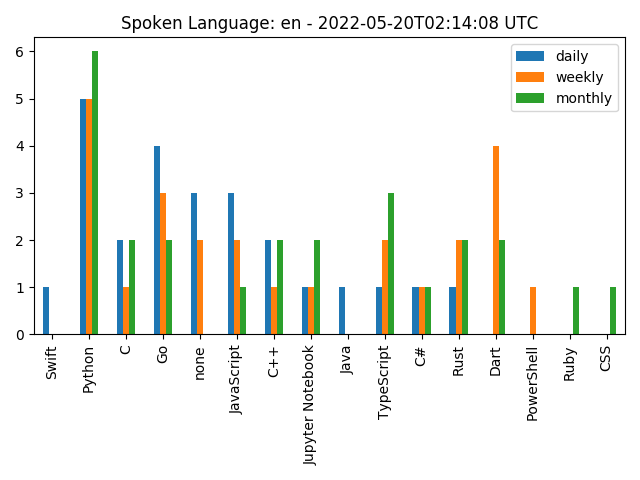 Spoken Language: en - 2022-05-20T02:14:08 UTC
daily
weekly
monthly
6
5
4
3
2
1
0
Swift
Python
C
Go
none
JavaScript
C++
Jupyter Notebook
Java
TypeScript
C#
Rust
Dart
PowerShell
Ruby
CSS